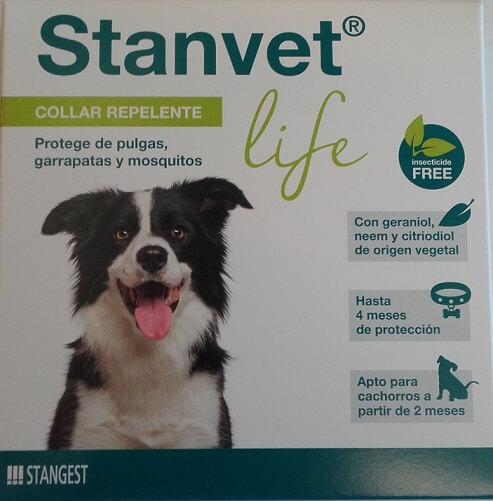 Stanvet®
COLLAR REPELENTE
life
Protege de pulgas,
garrapatas y mosquitos
insecticide
FREE
Con geraniol,
neem y citriodiol
de origen vegetal
Hasta
4 meses
de protección
Apto para
cachorros a
partir de 2 meses
STANGEST